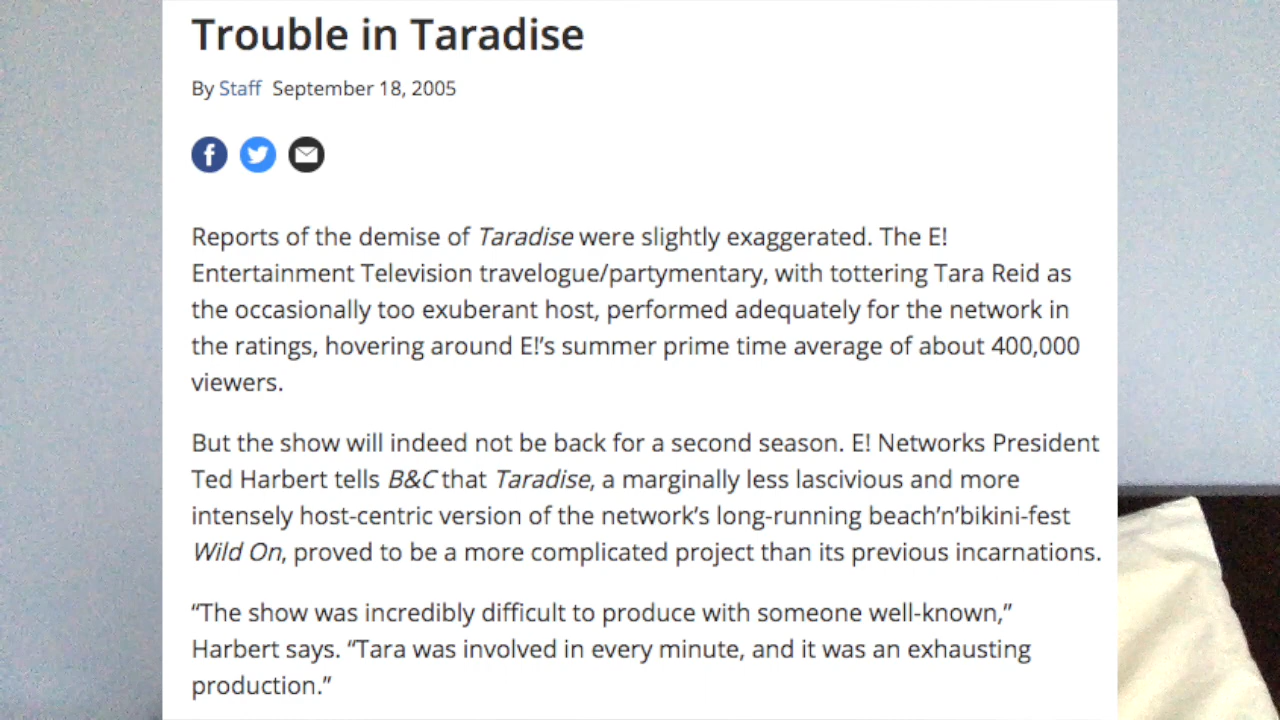 Trouble in Taradise
By Staff September 18, 2005
Reports of the demise of Taradise were slightly exaggerated. The E!
Entertainment Television travelogue/partymentary, with tottering Tara Reid as
the occasionally too exuberant host, performed adequately for the network in
the ratings, hovering around E!’s summer prime time average of about 400,000
viewers.
But the show will indeed not be back for a second season. E! Networks President
Ted Harbert tells B&C that Taradise, a marginally less lascivious and more
intensely host-centric version of the network’s long-running beach’n’bikini-fest
Wild On, proved to be a more complicated project than its previous incarnations.
“The show was incredibly difficult to produce with someone well-known,”
Harbert says. “Tara was involved in every minute, and it was an exhausting
production.”